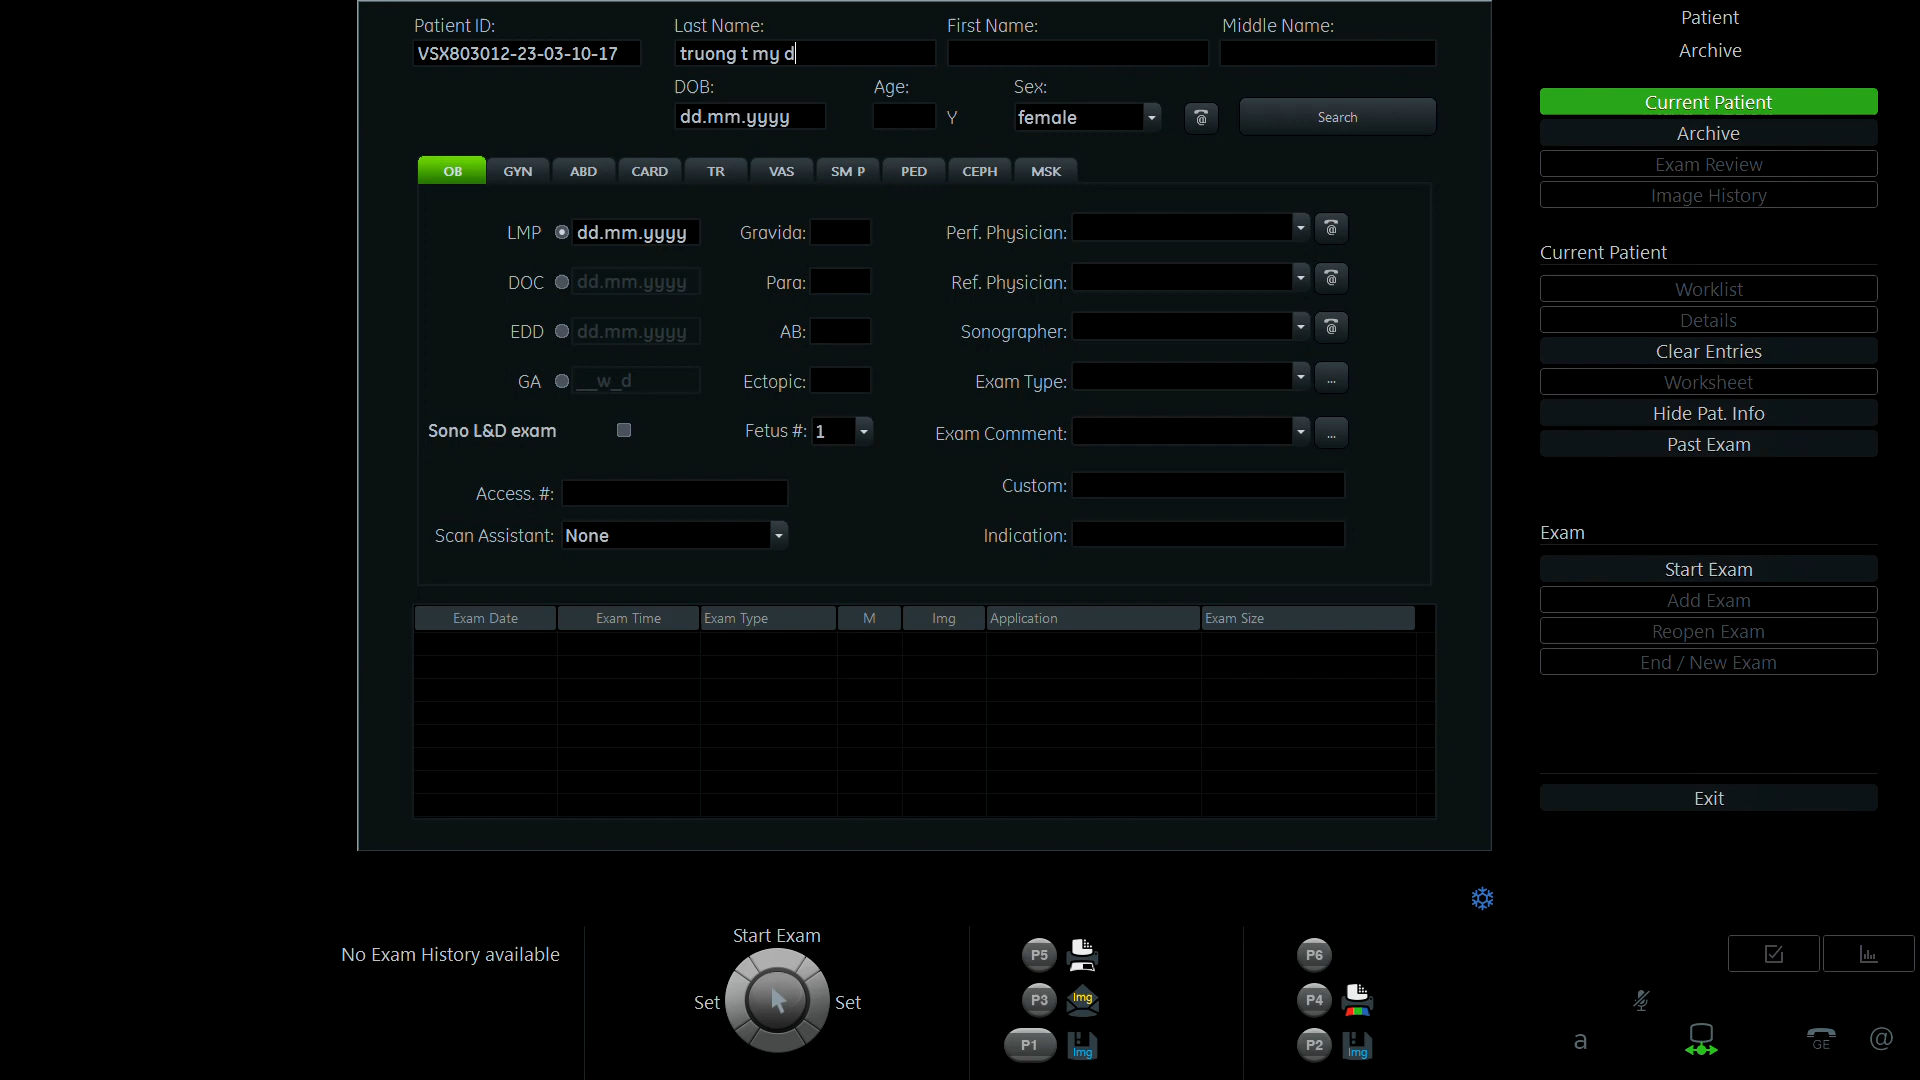 Patient ID: Last Name: First Name: Middle Name:
VSX803012-23-03-10-17 truong t my d
DOB: Age: Sex:
dd.mm.yyyy Y female @ Search
OB GYN ABD CARD TR VAS SM P PED CEPH MSK
LMP dd.mm.yyyy Gravida: Perf. Physician: @
DOC dd.mm.yyyy Para: Ref. Physician: @
EDD dd.mm.yyyy AB: Sonographer: @
GA __w_d Ectopic: Exam Type: ...
Sono L&D exam Fetus #: 1 Exam Comment: ...
Access. #: Custom:
Scan Assistant: None Indication:
Exam Date Exam Time Exam Type M Img Application Exam Size
Patient
Archive
Current Patient
Archive
Exam Review
Image History
Current Patient
Worklist
Details
Clear Entries
Worksheet
Hide Pat. Info
Past Exam
Exam
Start Exam
Add Exam
Reopen Exam
End / New Exam
Exit
No Exam History available
Start Exam
Set Set
P5
P3 Img
P1 Img
P6
P4
P2 Img
a GE @